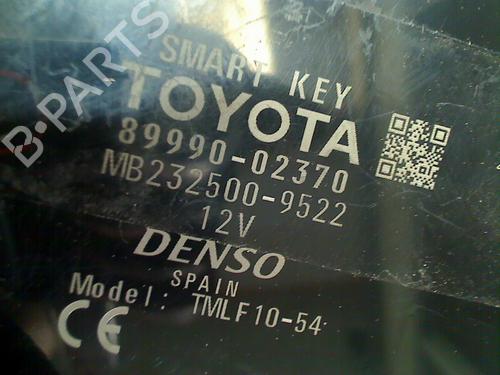 B-PARTS
SMART KEY
TOYOTA
89990-02370
MB232500-9522
12V
DENSO
SPAIN
Model: TMLF10-54
CE